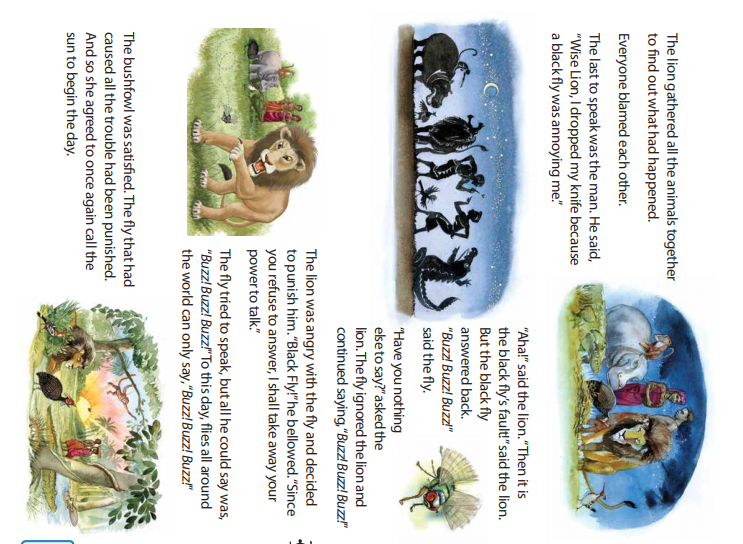 The lion gathered all the animals together
to find out what had happened.
Everyone blamed each other.
The last to speak was the man. He said,
“Wise Lion, I dropped my knife because
a black fly was annoying me.”
“Aha!” said the lion. “Then it is
the black fly’s fault!” said the lion.
But the black fly
answered back.
“Buzz! Buzz! Buzz!”
said the fly.
“Have you nothing
else to say?” asked the
lion. The fly ignored the lion and
continued saying, “Buzz! Buzz! Buzz!”
The lion was angry with the fly and decided
to punish him. “Black Fly!” he bellowed. “Since
you refuse to answer, I shall take away your
power to talk.”
The fly tried to speak, but all he could say was,
“Buzz! Buzz! Buzz!” To this day, flies all around
the world can only say, “Buzz! Buzz! Buzz!”
The bushfowl was satisfied. The fly that had
caused all the trouble had been punished.
And so she agreed to once again call the
sun to begin the day.